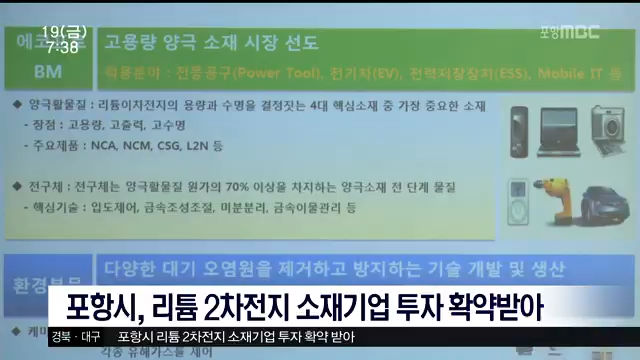 19(금)
7:38
포항MBC
고용량 양극 소재 시장 선도
BM
적용분야 : 전동공구(Power Tool), 전기차(EV), 전력저장장치(ESS), Mobile IT 등
◆ 양극활물질 : 리튬이차전지의 용량과 수명을 결정짓는 4대 핵심소재 중 가장 중요한 소재
- 장점 : 고용량, 고출력, 고수명
- 주요제품 : NCA, NCM, CSG, L2N 등
◆ 전구체 : 전구체는 양극활물질 원가의 70% 이상을 차지하는 양극소재 전 단계 물질
- 핵심기술 : 입도제어, 금속조성조절, 미분분리, 금속이물관리 등
다양한 대기 오염원을 제거하고 방지하는 기술 개발 및 생산
포항시, 리튬 2차전지 소재기업 투자 확약받아
경북·대구 포항시 리튬 2차전지 소재기업 투자 확약 받아
각종 유해가스를 제어